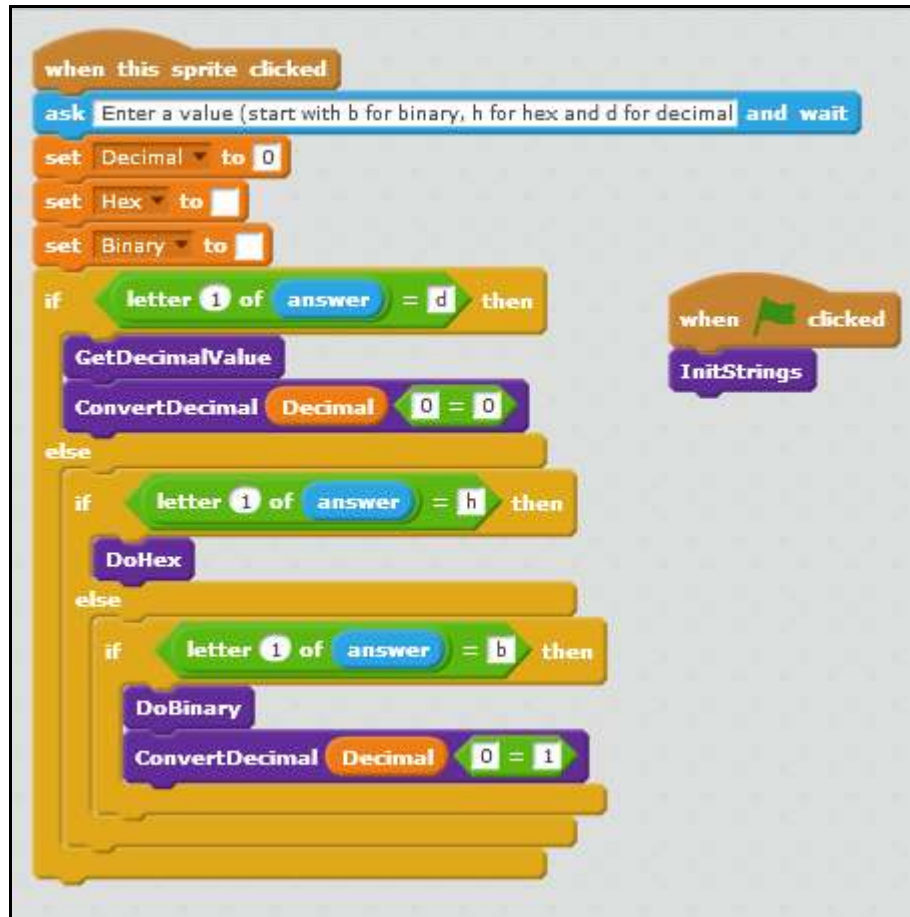 when this sprite clicked
ask Enter a value (start with b for binary, h for hex and d for decimal and wait
set Decimal to 0
set Hex to
set Binary to
if letter 1 of answer = d then
GetDecimalValue
ConvertDecimal Decimal 0 = 0
else
if letter 1 of answer = h then
DoHex
else
if letter 1 of answer = b then
DoBinary
ConvertDecimal Decimal 0 = 1
when clicked
InitStrings